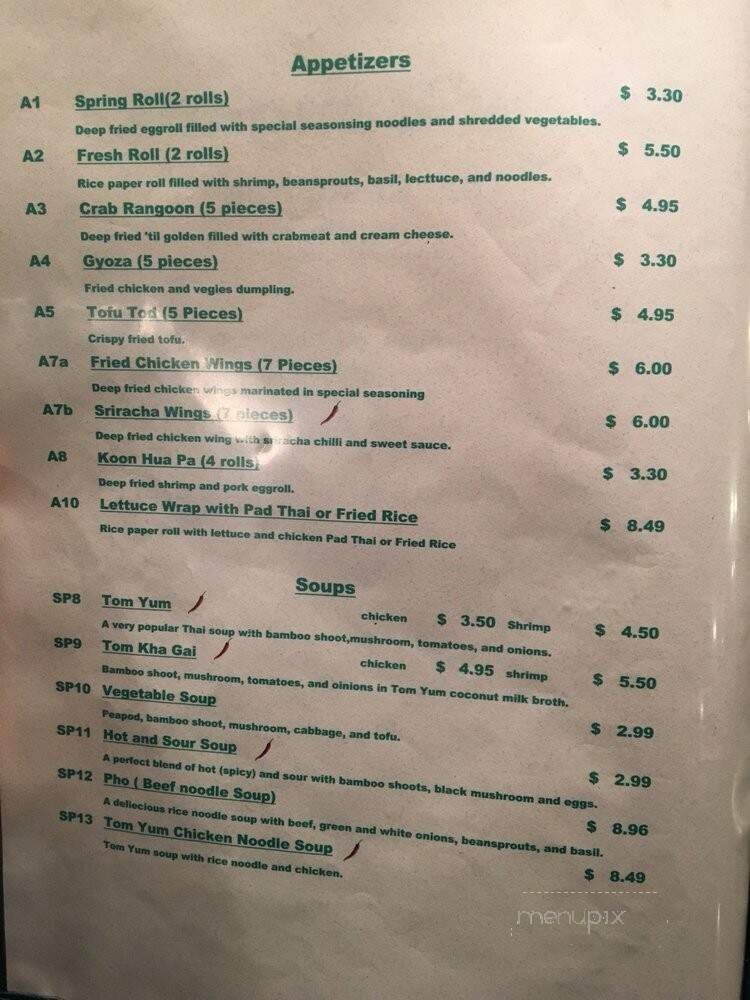 Appetizers
A1 Spring Roll(2 rolls) $ 3.30
Deep fried eggroll filled with special seasonsing noodles and shredded vegetables.
A2 Fresh Roll (2 rolls) $ 5.50
Rice paper roll filled with shrimp, beansprouts, basil, lecttuce, and noodles.
A3 Crab Rangoon (5 pieces) $ 4.95
Deep fried 'til golden filled with crabmeat and cream cheese.
A4 Gyoza (5 pieces) $ 3.30
Fried chicken and vegies dumpling.
A5 Tofu Tod (5 Pieces) $ 4.95
Crispy fried tofu.
A7a Fried Chicken Wings (7 Pieces) $ 6.00
Deep fried chicken wings marinated in special seasoning
A7b Sriracha Wings (7 pieces) $ 6.00
Deep fried chicken wing with sriracha chilli and sweet sauce.
A8 Koon Hua Pa (4 rolls) $ 3.30
Deep fried shrimp and pork eggroll.
A10 Lettuce Wrap with Pad Thai or Fried Rice $ 8.49
Rice paper roll with lettuce and chicken Pad Thai or Fried Rice
Soups
SP8 Tom Yum chicken $ 3.50 Shrimp $ 4.50
A very popular Thai soup with bamboo shoot,mushroom, tomatoes, and onions.
SP9 Tom Kha Gai chicken $ 4.95 shrimp $ 5.50
Bamboo shoot, mushroom, tomatoes, and oinions in Tom Yum coconut milk broth.
SP10 Vegetable Soup $ 2.99
Peapod, bamboo shoot, mushroom, cabbage, and tofu.
SP11 Hot and Sour Soup $ 2.99
A perfect blend of hot (spicy) and sour with bamboo shoots, black mushroom and eggs.
SP12 Pho ( Beef noodle Soup) $ 8.96
A deliecious rice noodle soup with beef, green and white onions, beansprouts, and basil.
SP13 Tom Yum Chicken Noodle Soup $ 8.49
Tom Yum soup with rice noodle and chicken.
menupix